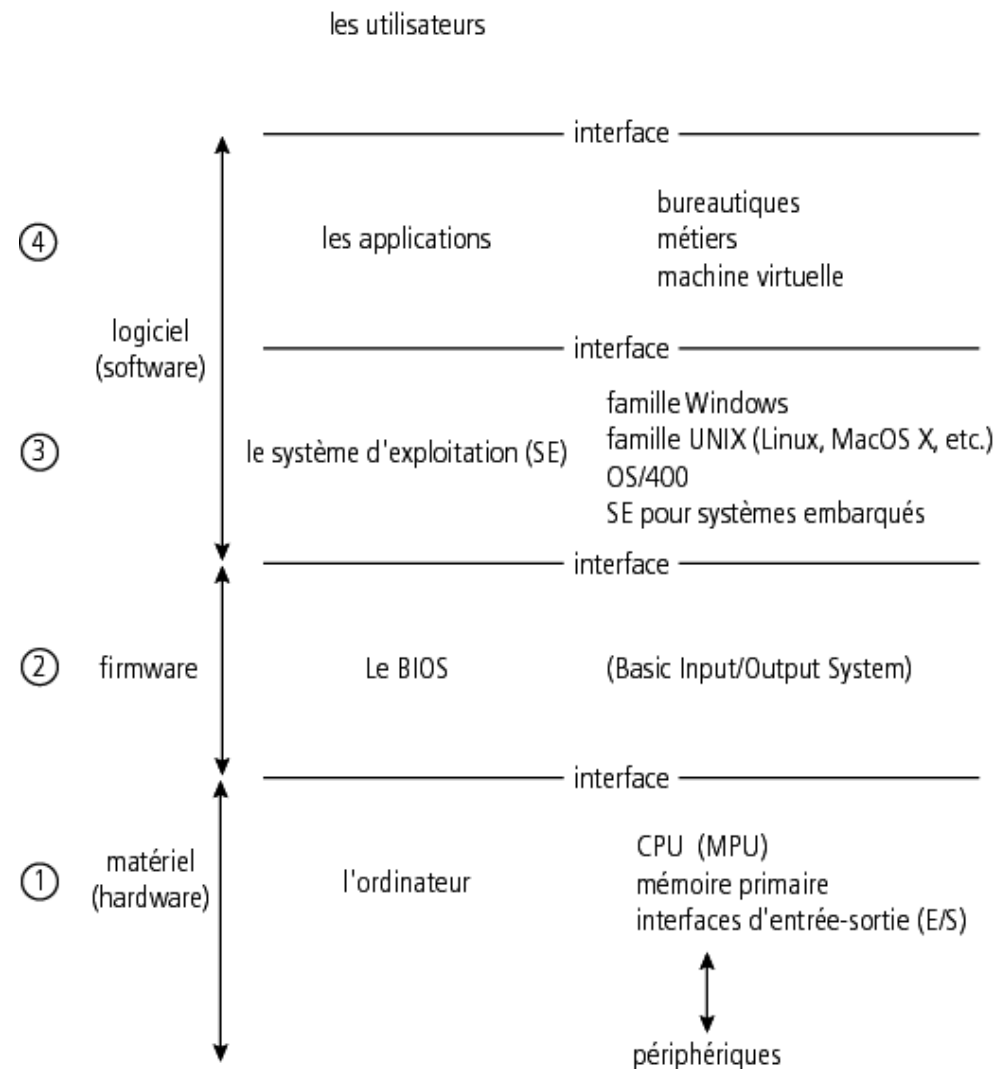 les utilisateurs
interface
④
les applications
bureautiques
métiers
machine virtuelle
logiciel
(software)
interface
③
le système d'exploitation (SE)
famille Windows
famille UNIX (Linux, MacOS X, etc.)
OS/400
SE pour systèmes embarqués
interface
②
firmware
Le BIOS
(Basic Input/Output System)
interface
①
matériel
(hardware)
l'ordinateur
CPU (MPU)
mémoire primaire
interfaces d'entrée-sortie (E/S)
périphériques